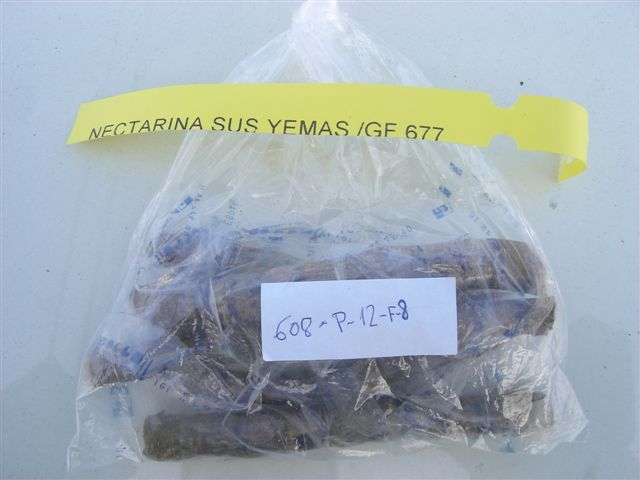 NECTARINA SUS YEMAS /GF 677
608-P-12-F-8